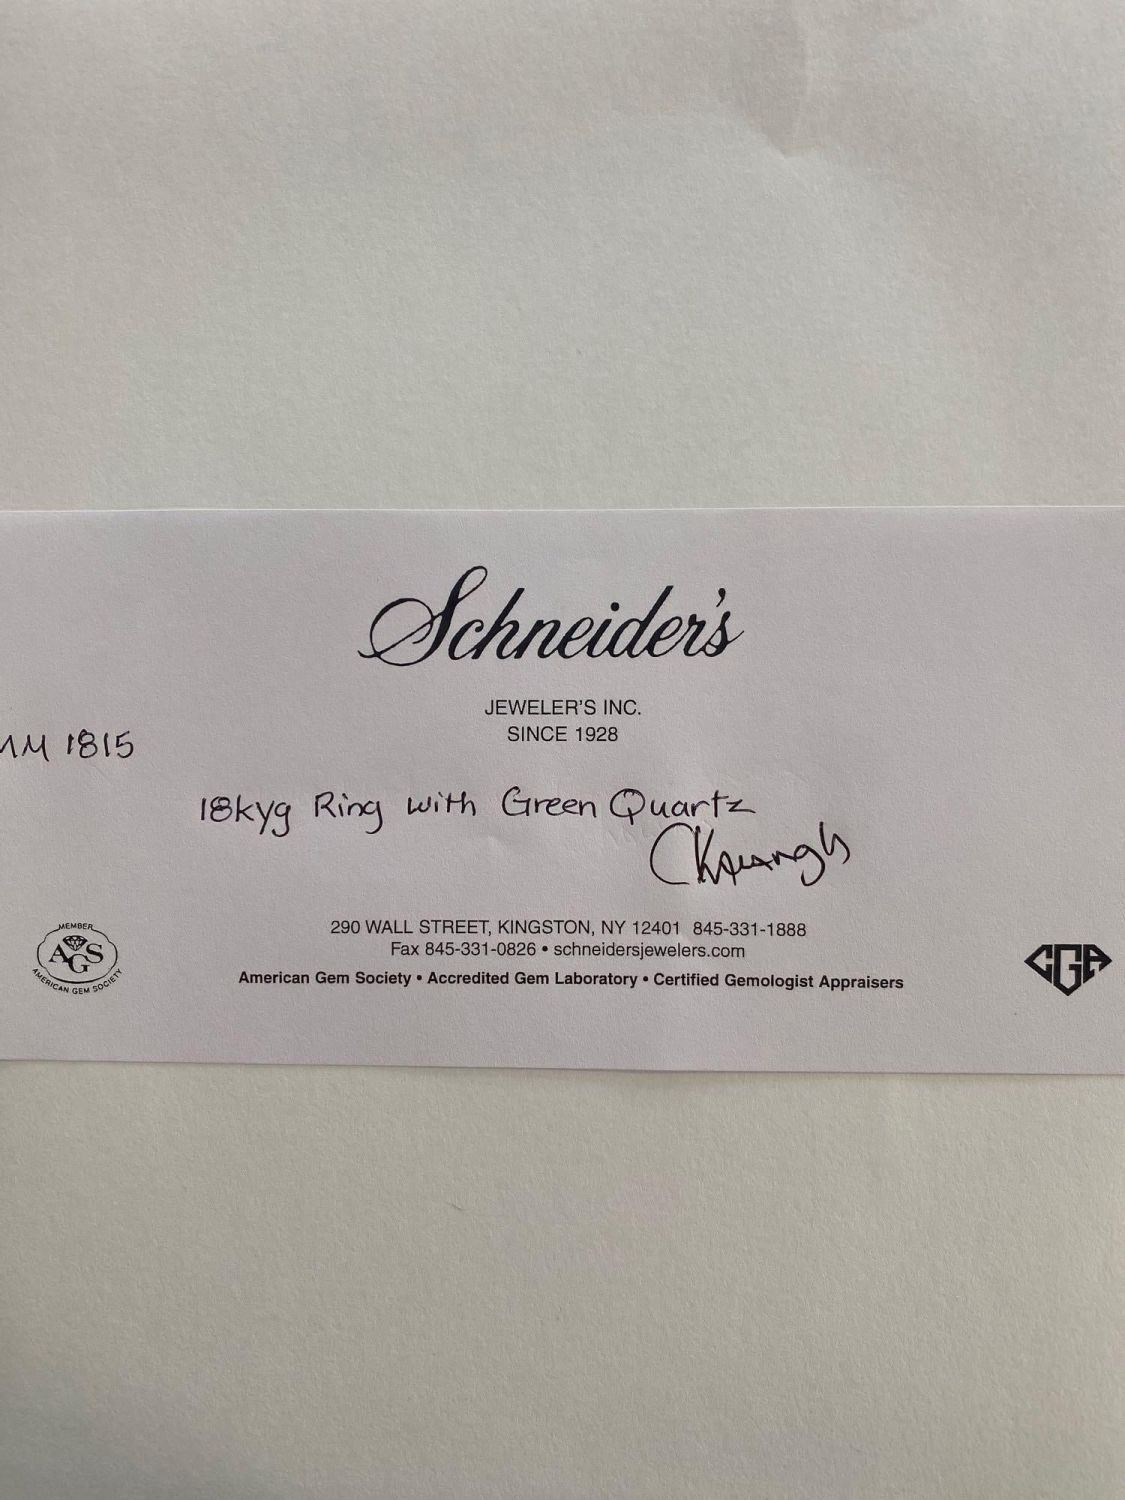 Schneider's
JEWELER'S INC.
SINCE 1928
MM 1815
18kyg Ring with Green Quartz
290 WALL STREET, KINGSTON, NY 12401 845-331-1888
Fax 845-331-0826 • schneidersjewelers.com
American Gem Society • Accredited Gem Laboratory • Certified Gemologist Appraisers
MEMBER
AGS
AMERICAN GEM SOCIETY
CGA